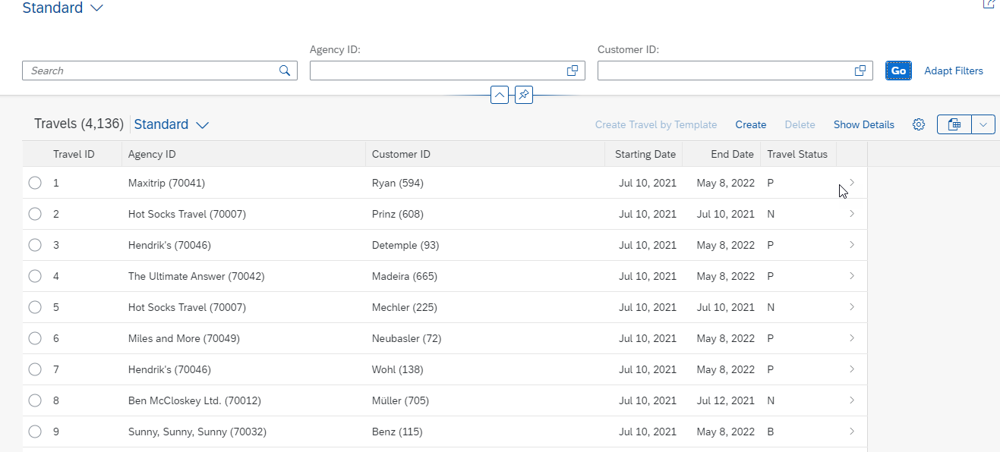 Standard
Agency ID: Customer ID:
Search Go Adapt Filters
Travels (4,136) Standard Create Travel by Template Create Delete Show Details
Travel ID Agency ID Customer ID Starting Date End Date Travel Status
1 Maxitrip (70041) Ryan (594) Jul 10, 2021 May 8, 2022 P
2 Hot Socks Travel (70007) Prinz (608) Jul 10, 2021 Jul 10, 2021 N
3 Hendrik's (70046) Detemple (93) Jul 10, 2021 May 8, 2022 P
4 The Ultimate Answer (70042) Madeira (665) Jul 10, 2021 May 8, 2022 P
5 Hot Socks Travel (70007) Mechler (225) Jul 10, 2021 Jul 10, 2021 N
6 Miles and More (70049) Neubasler (72) Jul 10, 2021 May 8, 2022 P
7 Hendrik's (70046) Wohl (138) Jul 10, 2021 May 8, 2022 P
8 Ben McCloskey Ltd. (70012) Müller (705) Jul 10, 2021 Jul 12, 2021 N
9 Sunny, Sunny, Sunny (70032) Benz (115) Jul 10, 2021 May 8, 2022 B